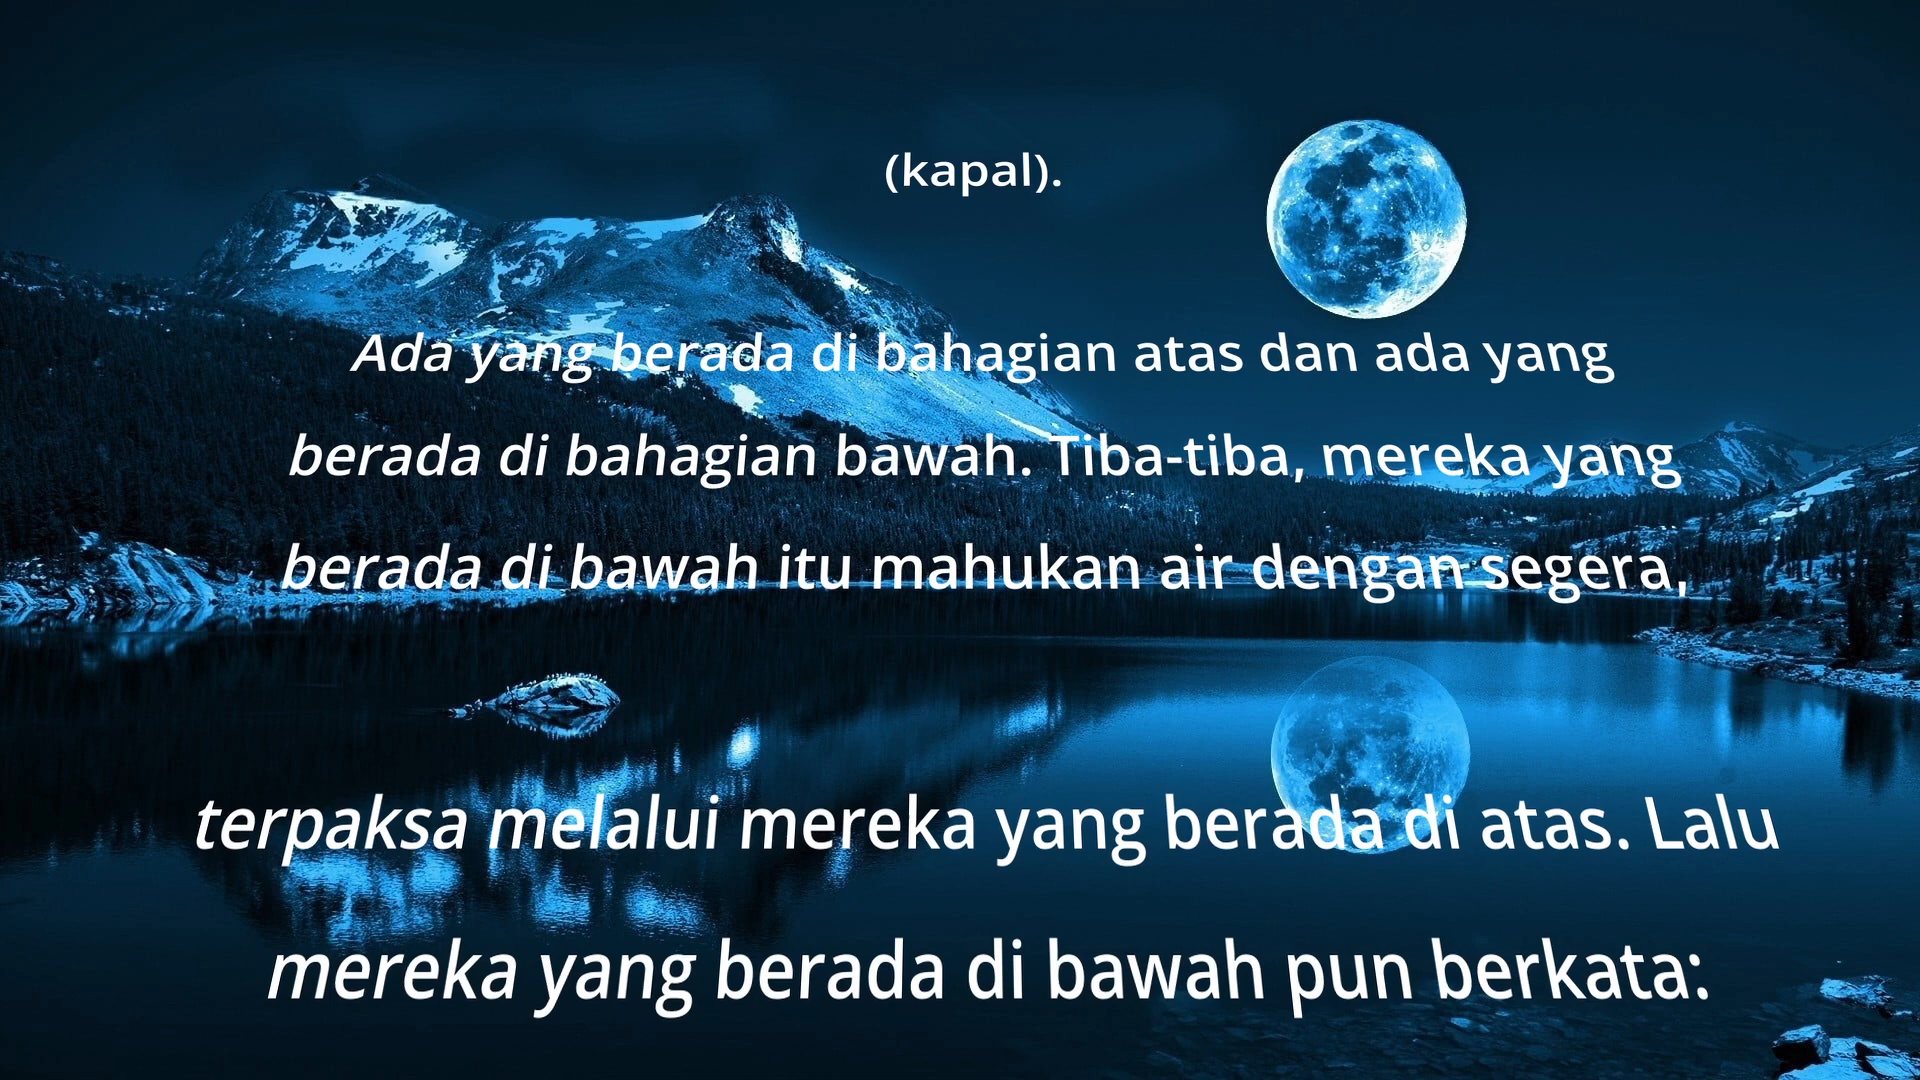 (kapal).
Ada yang berada di bahagian atas dan ada yang
berada di bahagian bawah. Tiba-tiba, mereka yang
berada di bawah itu mahukan air dengan segera,
terpaksa melalui mereka yang berada di atas. Lalu
mereka yang berada di bawah pun berkata: